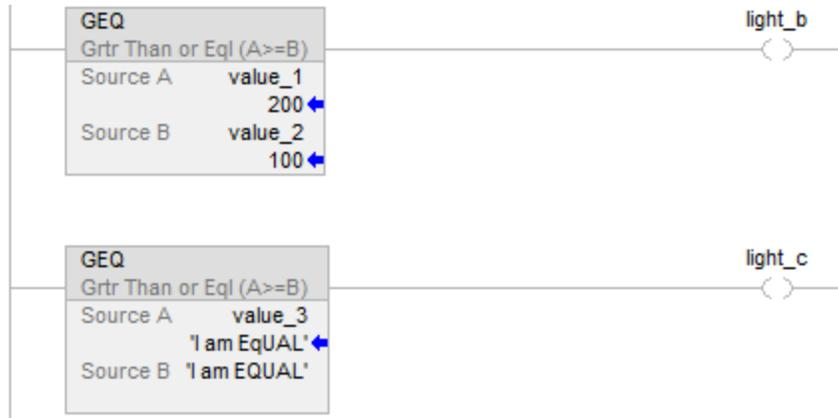 GEQ
light_b
Grtr Than or Eql (A>=B)
Source A value_1
200
Source B value_2
100
GEQ
light_c
Grtr Than or Eql (A>=B)
Source A value_3
'I am EqUAL'
Source B 'I am EQUAL'